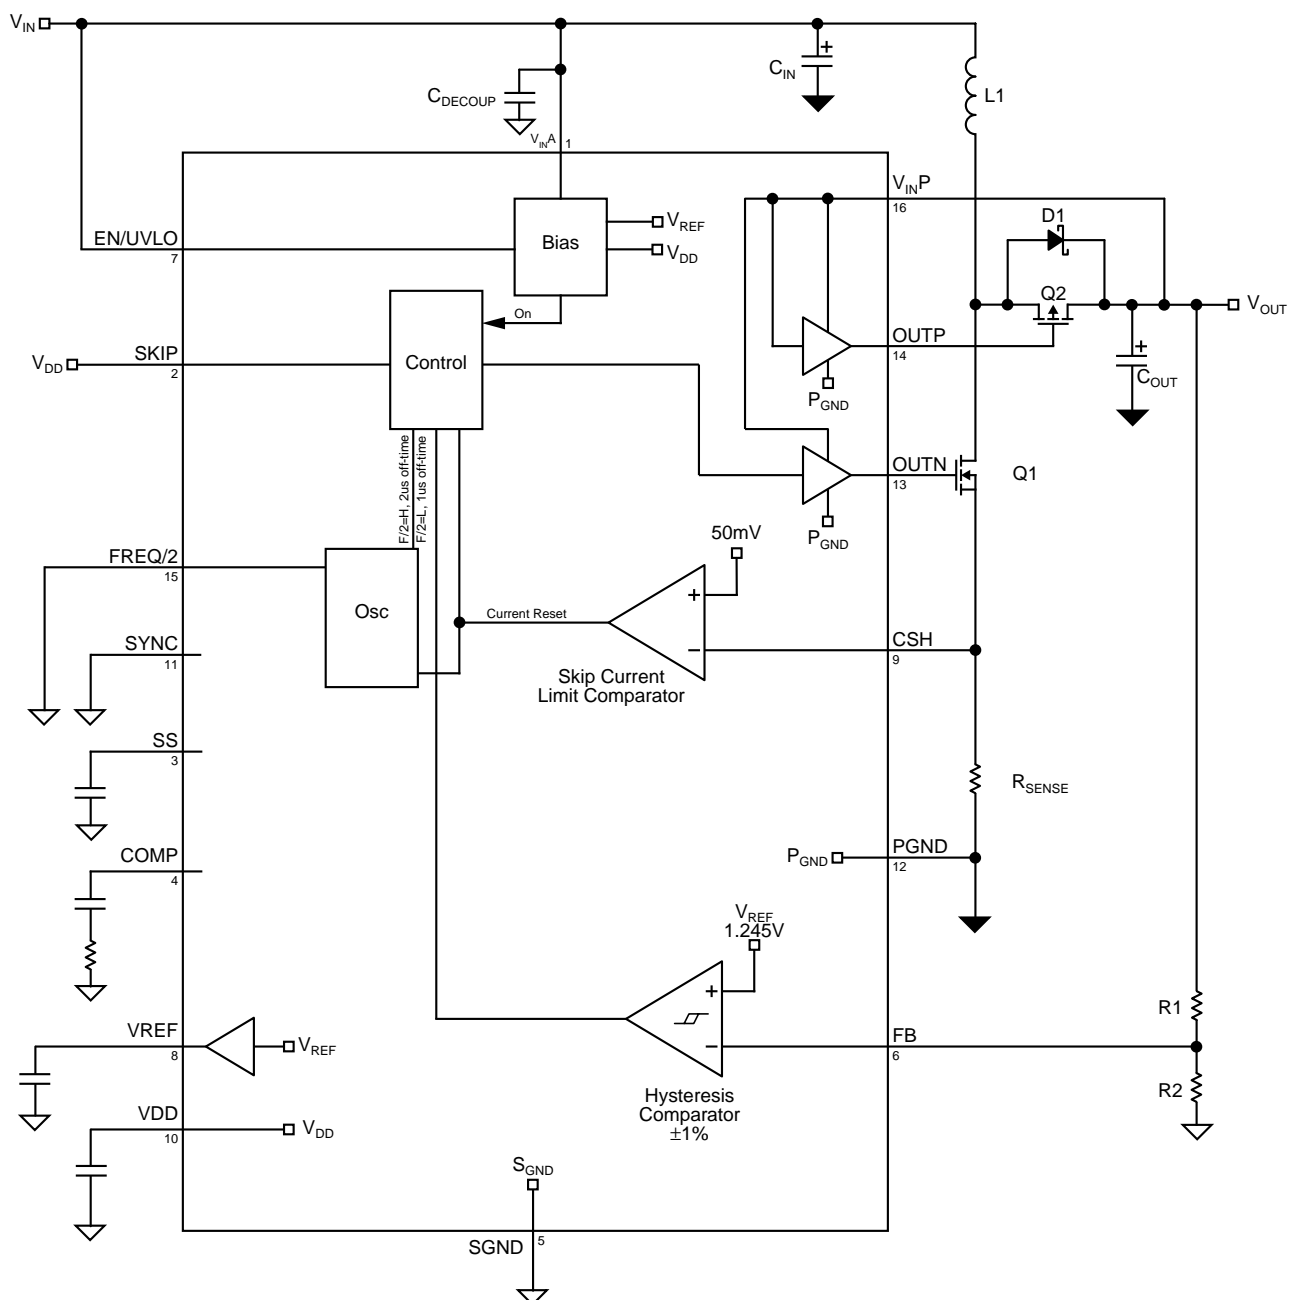 VIN
CIN
L1
CDECOUP
VINA
1
VINP
16
D1
EN/UVLO
7
Bias
VREF
VDD
Q2
VOUT
On
SKIP
VDD
2
Control
OUTP
14
PGND
COUT
F/2=H, 2us off-time
F/2=L, 1us off-time
OUTN
13
Q1
PGND
50mV
FREQ/2
15
Osc
+
Current Reset
−
CSH
9
SYNC
11
Skip Current
Limit Comparator
SS
3
RSENSE
COMP
4
PGND
PGND
12
VREF
1.245V
+
R1
VREF
8
VREF
−
FB
6
R2
Hysteresis
Comparator
±1%
VDD
10
VDD
SGND
SGND
5
+
+